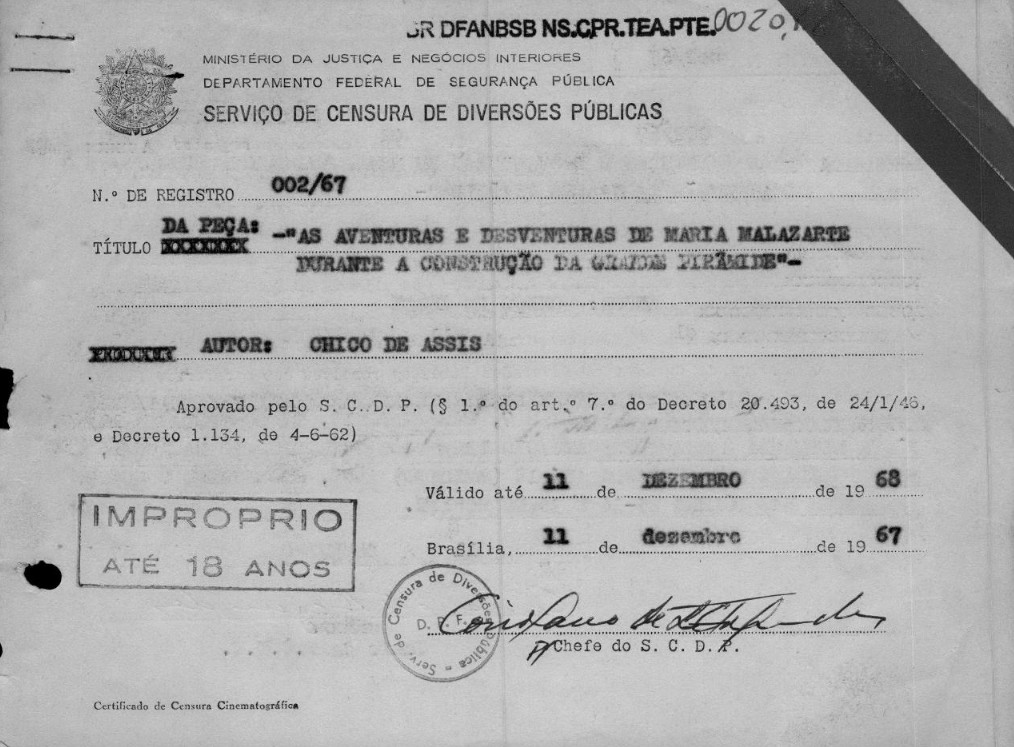 BR DFANBSB NS.CPR.TEA.PTE.0020,
MINISTÉRIO DA JUSTIÇA E NEGÓCIOS INTERIORES
DEPARTAMENTO FEDERAL DE SEGURANÇA PÚBLICA
SERVIÇO DE CENSURA DE DIVERSÕES PÚBLICAS
N.º DE REGISTRO 002/67
DA PEÇA:
TÍTULO XXXXXXX -"AS AVENTURAS E DESVENTURAS DE MARIA MALAZARTE
DURANTE A CONSTRUÇÃO DA GRANDE PIRÂMIDE"-
AUTOR: CHICO DE ASSIS
Aprovado pelo S. C. D. P. (§ 1.º do art.º 7.º do Decreto 20.493, de 24/1/46,
e Decreto 1.134, de 4-6-62)
Válido até 11 de DEZEMBRO de 19 68
IMPROPRIO
ATÉ 18 ANOS
Brasília, 11 de dezembro de 19 67
Serv. de Censura de Diversões Pública
D. F.
Chefe do S. C. D. P.
Certificado de Censura Cinematográfica